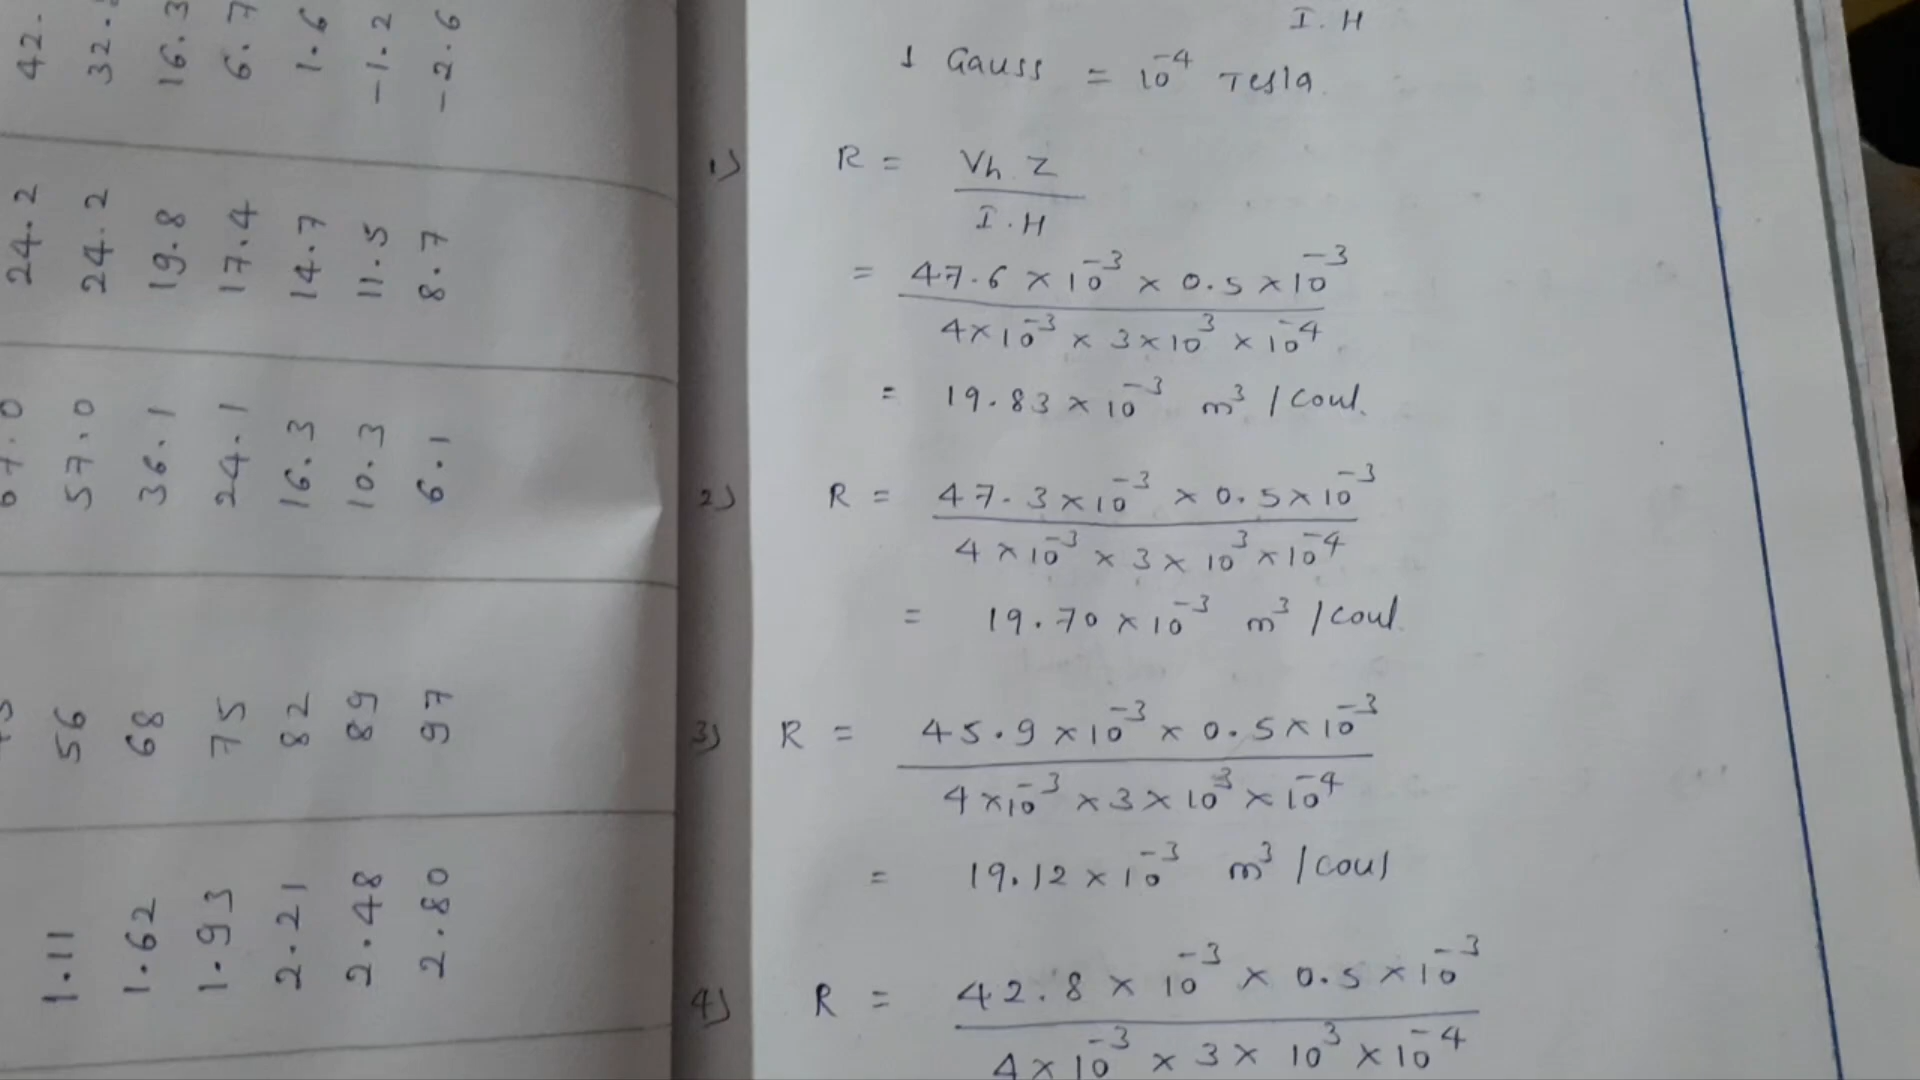 42.
32.
16.3
6.7
1.6
-1.2
-2.6
24.2
24.2
19.8
17.4
14.7
11.5
8.7
67.0
57.0
36.1
24.1
16.3
10.3
6.1
56
68
75
82
89
97
1.11
1.62
1.93
2.21
2.48
2.80
I. H
1 Gauss = 10⁻⁴ Tesla
1) R = Vh. Z
I. H
= 47.6 × 10⁻³ × 0.5 × 10⁻³
4 × 10⁻³ × 3 × 10³ × 10⁻⁴
= 19.83 × 10⁻³ m³ / coul.
2) R = 47.3 × 10⁻³ × 0.5 × 10⁻³
4 × 10⁻³ × 3 × 10³ × 10⁻⁴
= 19.70 × 10⁻³ m³ / coul.
3) R = 45.9 × 10⁻³ × 0.5 × 10⁻³
4 × 10⁻³ × 3 × 10³ × 10⁻⁴
= 19.12 × 10⁻³ m³ / coul
4) R = 42.8 × 10⁻³ × 0.5 × 10⁻³
4 × 10⁻³ × 3 × 10³ × 10⁻⁴